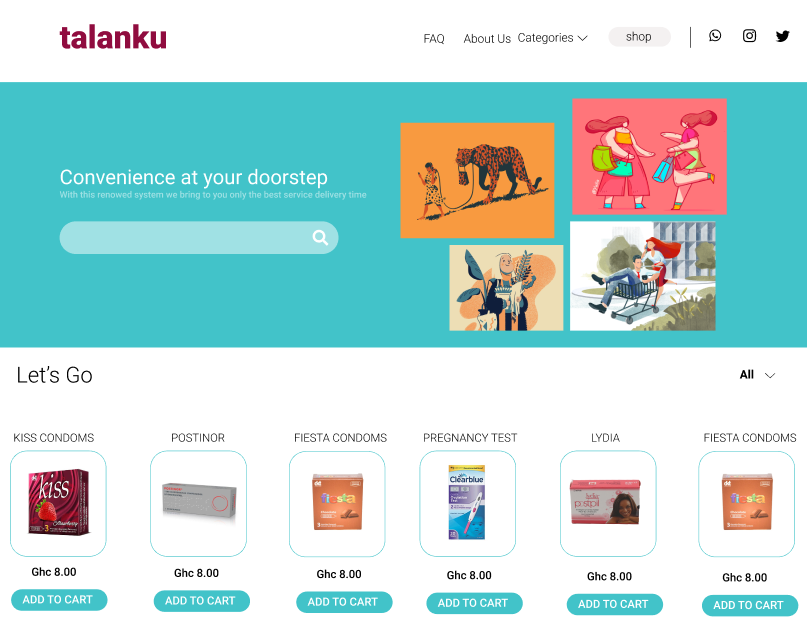 talanku
FAQ About Us Categories shop
Convenience at your doorstep
With this renowed system we bring to you only the best service delivery time
Let's Go
All
KISS CONDOMS POSTINOR FIESTA CONDOMS PREGNANCY TEST LYDIA FIESTA CONDOMS
kiss
Strawberry
fiesta
Clearblue
lydia
postpil
fiesta
Ghc 8.00 Ghc 8.00 Ghc 8.00 Ghc 8.00 Ghc 8.00 Ghc 8.00
ADD TO CART ADD TO CART ADD TO CART ADD TO CART ADD TO CART ADD TO CART